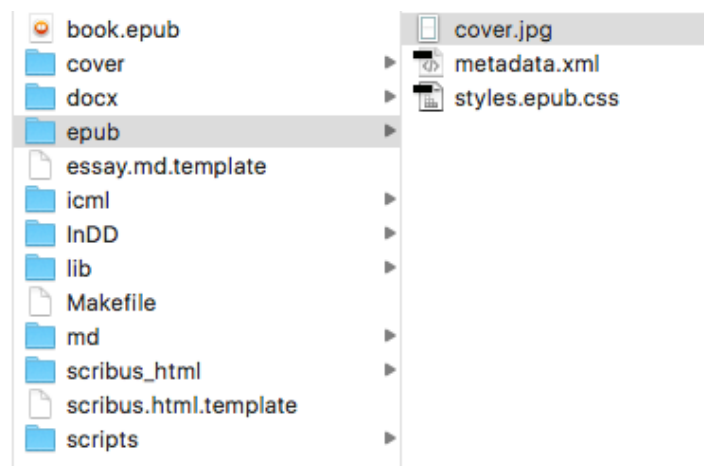 book.epub
cover
docx
epub
essay.md.template
icml
InDD
lib
Makefile
md
scribus_html
scribus.html.template
scripts
cover.jpg
metadata.xml
styles.epub.css